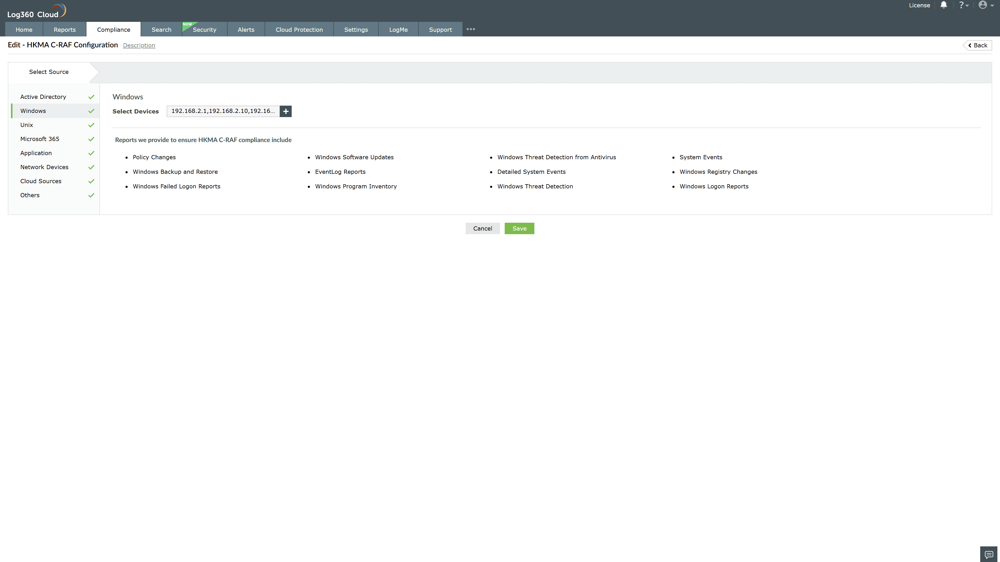 License
?
Log360 Cloud
Home
Reports
Compliance
Search
NEW
Security
Alerts
Cloud Protection
Settings
LogMe
Support
Edit - HKMA C-RAF Configuration
Description
Back
Select Source
Active Directory
Windows
Unix
Microsoft 365
Application
Network Devices
Cloud Sources
Others
Windows
Select Devices
192.168.2.1,192.168.2.10,192.16...
Reports we provide to ensure HKMA C-RAF compliance include
Policy Changes
Windows Software Updates
Windows Threat Detection from Antivirus
System Events
Windows Backup and Restore
EventLog Reports
Detailed System Events
Windows Registry Changes
Windows Failed Logon Reports
Windows Program Inventory
Windows Threat Detection
Windows Logon Reports
Cancel
Save